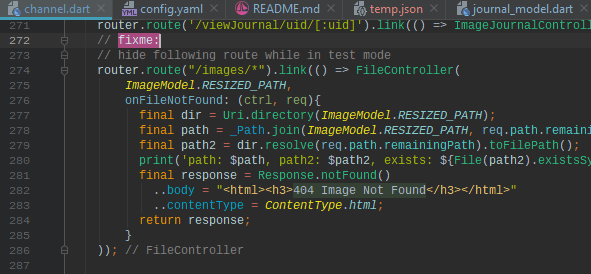 channel.dart config.yaml README.md temp.json journal_model.dart
271 router.route('/viewJournal/uid/[:uid]').link(() => ImageJournalControl
272 // fixme:
273 // hide following route while in test mode
274 router.route("/images/*").link(() => FileController(
275 ImageModel.RESIZED_PATH,
276 onFileNotFound: (ctrl, req){
277 final dir = Uri.directory(ImageModel.RESIZED_PATH);
278 final path = _Path.join(ImageModel.RESIZED_PATH, req.path.remainin
279 final path2 = dir.resolve(req.path.remainingPath).toFilePath();
280 print('path: $path, path2: $path2, exists: ${File(path2).existsSy
281 final response = Response.notFound()
282 ..body = "<html><h3>404 Image Not Found</h3></html>"
283 ..contentType = ContentType.html;
284 return response;
285 }
286 )); // FileController
287